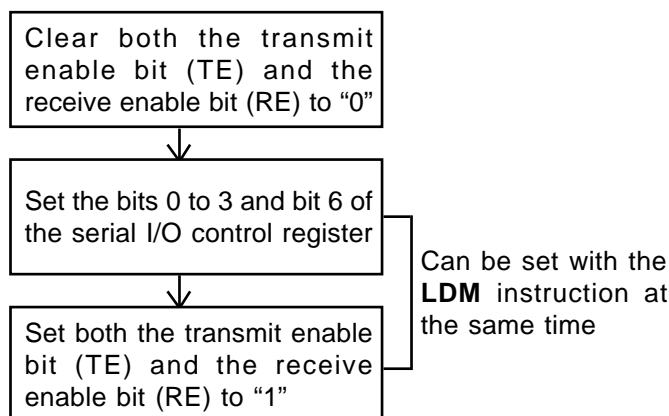 Clear both the transmit
enable bit (TE) and the
receive enable bit (RE) to “0”
Set the bits 0 to 3 and bit 6 of
the serial I/O control register
Can be set with the
LDM instruction at
the same time
Set both the transmit enable
bit (TE) and the receive
enable bit (RE) to “1”